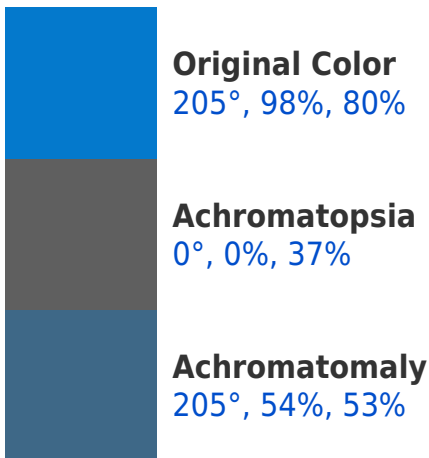 Original Color
205°, 98%, 80%
Achromatopsia
0°, 0%, 37%
Achromatomaly
205°, 54%, 53%